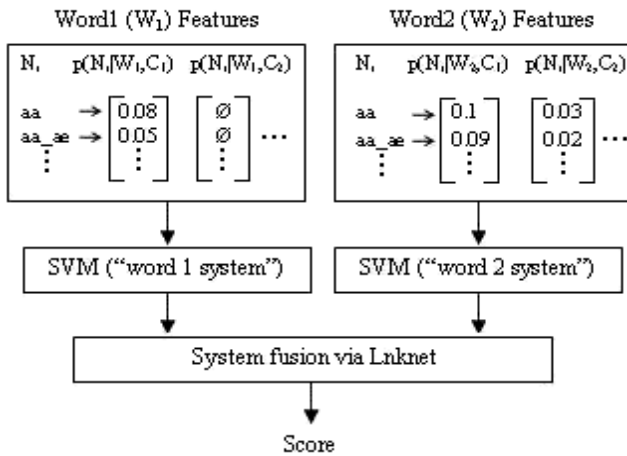 Word1 (W₁) Features
Word2 (W₂) Features
Nᵢ p(Nᵢ|W₁,C₁) p(Nᵢ|W₁,C₂)
aa → 0.08 Ø
aa_æ → 0.05 Ø ...
⋮ ⋮ ⋮
Nᵢ p(Nᵢ|W₂,C₁) p(Nᵢ|W₂,C₂)
aa → 0.1 0.03
aa_æ → 0.09 0.02 ...
⋮ ⋮ ⋮
SVM (“word 1 system”)
SVM (“word 2 system”)
System fusion via Lnknet
Score